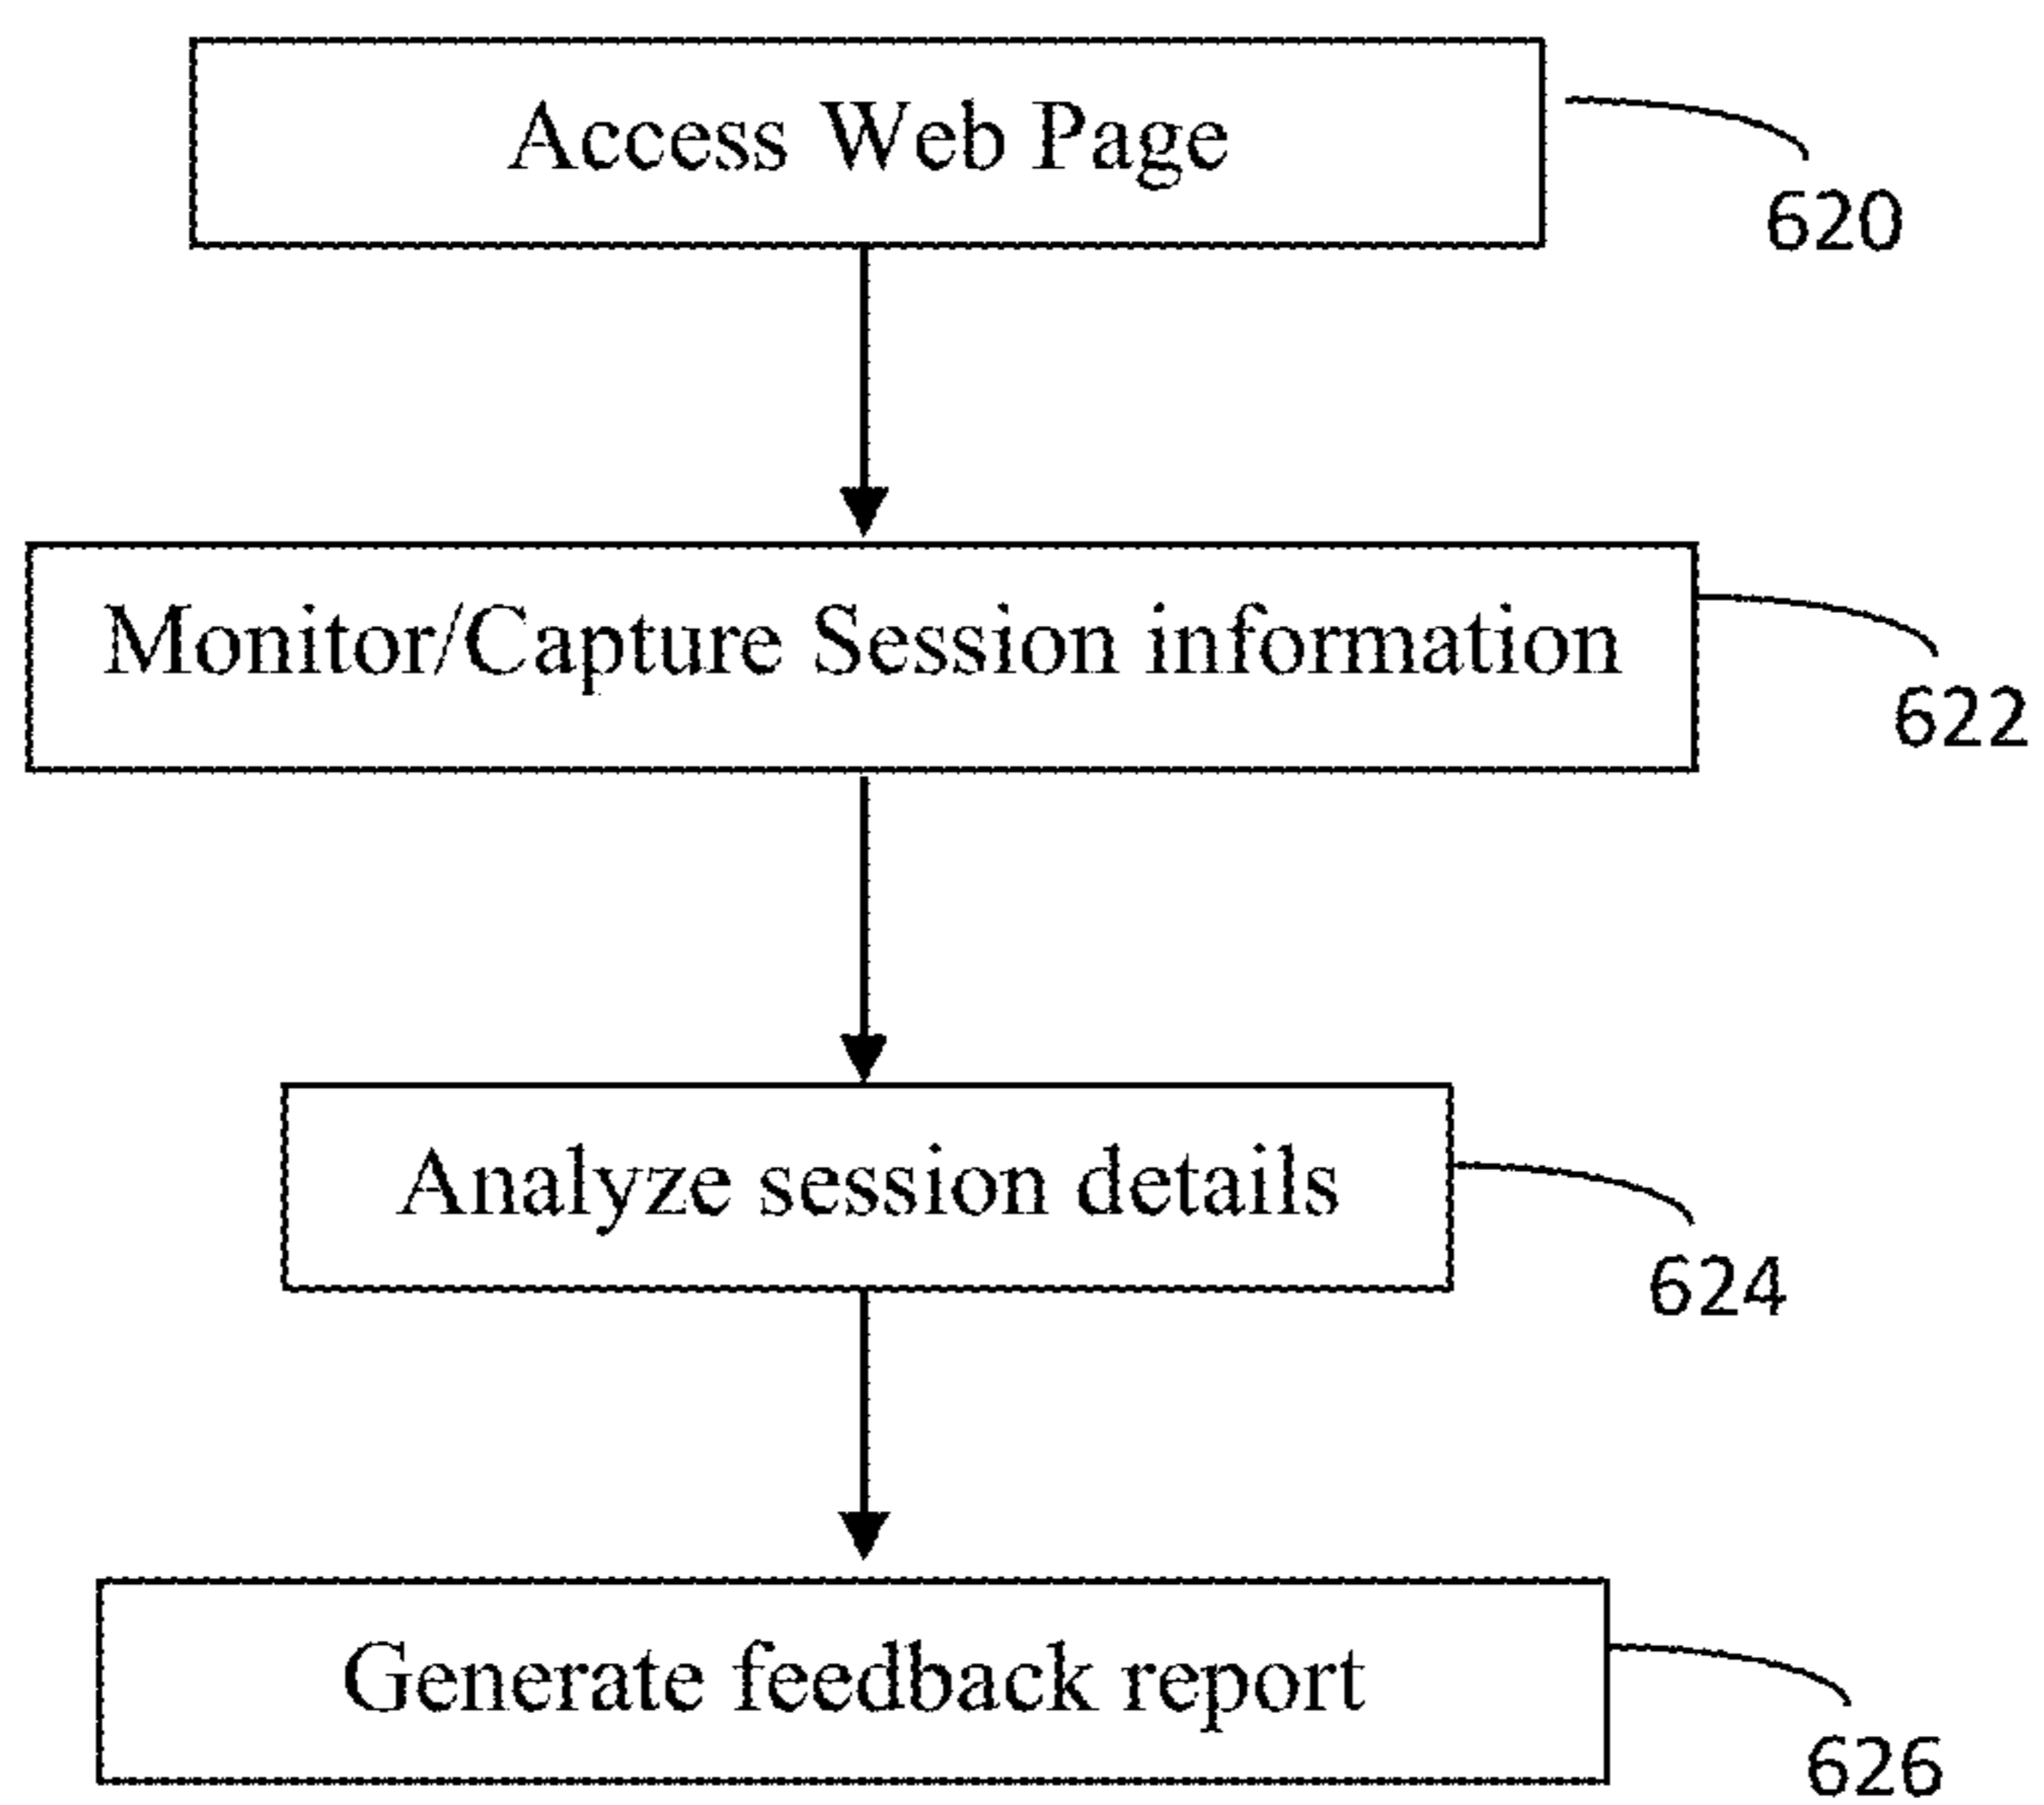 Access Web Page
620
Monitor/Capture Session information
622
Analyze session details
624
Generate feedback report
626